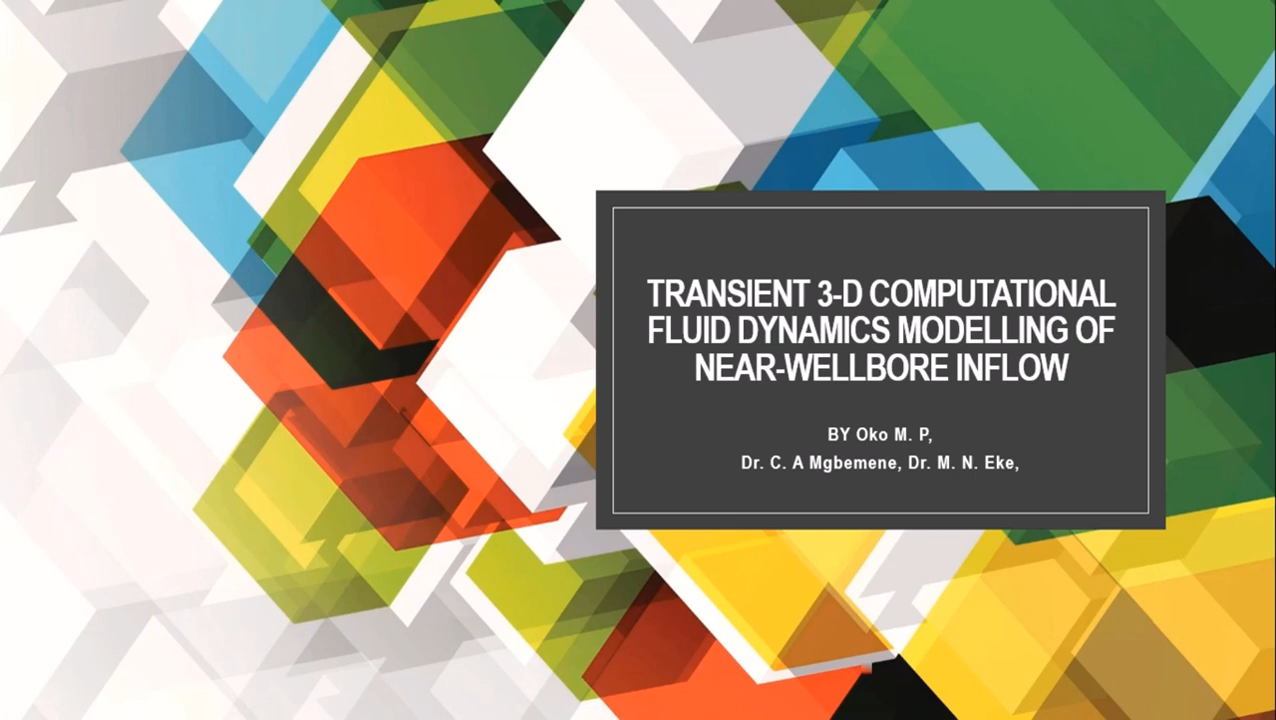 TRANSIENT 3-D COMPUTATIONAL
FLUID DYNAMICS MODELLING OF
NEAR-WELLBORE INFLOW
BY Oko M. P,
Dr. C. A Mgbemene, Dr. M. N. Eke,